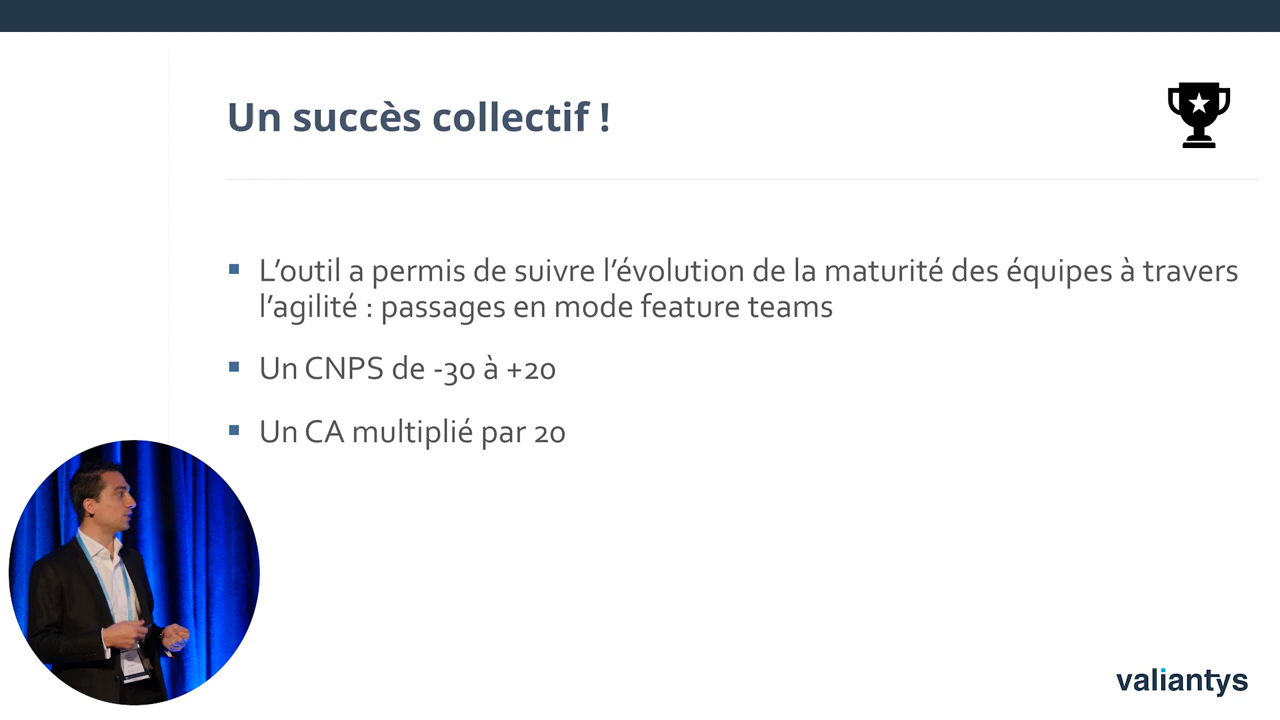 Un succès collectif !
L’outil a permis de suivre l’évolution de la maturité des équipes à travers
l’agilité : passages en mode feature teams
Un CNPS de -30 à +20
Un CA multiplié par 20
valiantys